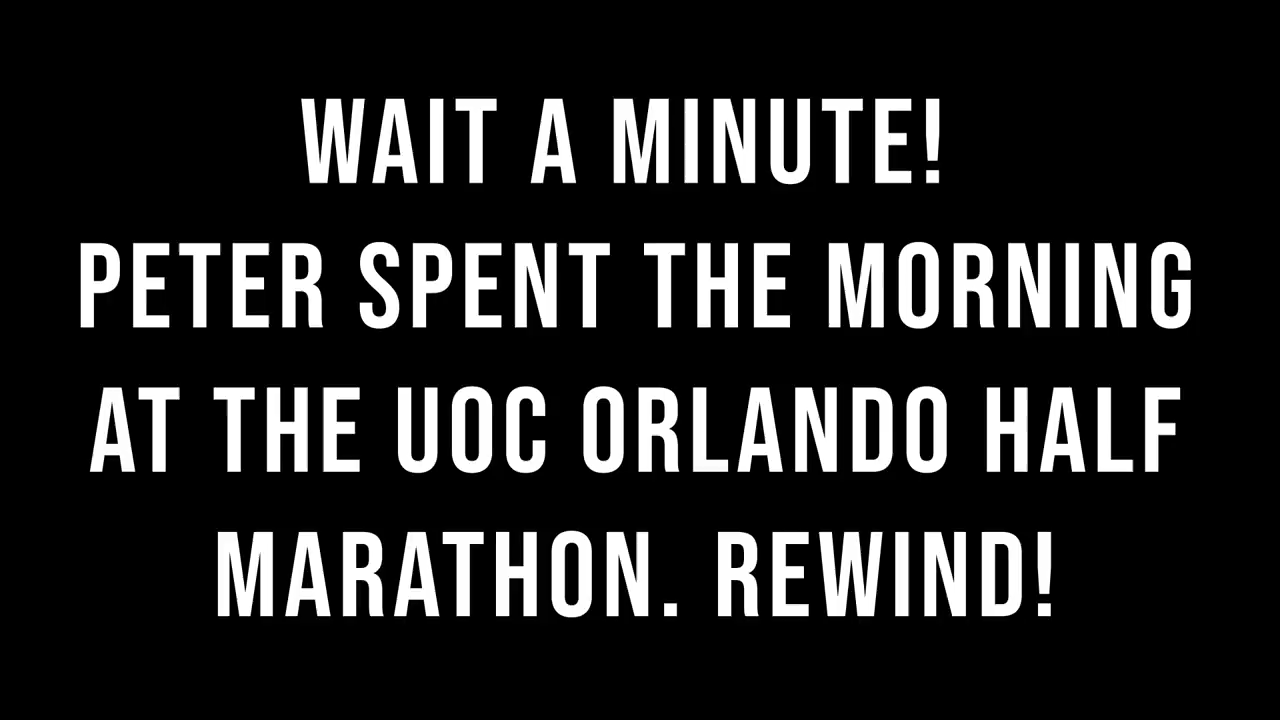 WAIT A MINUTE!
PETER SPENT THE MORNING
AT THE UOC ORLANDO HALF
MARATHON. REWIND!